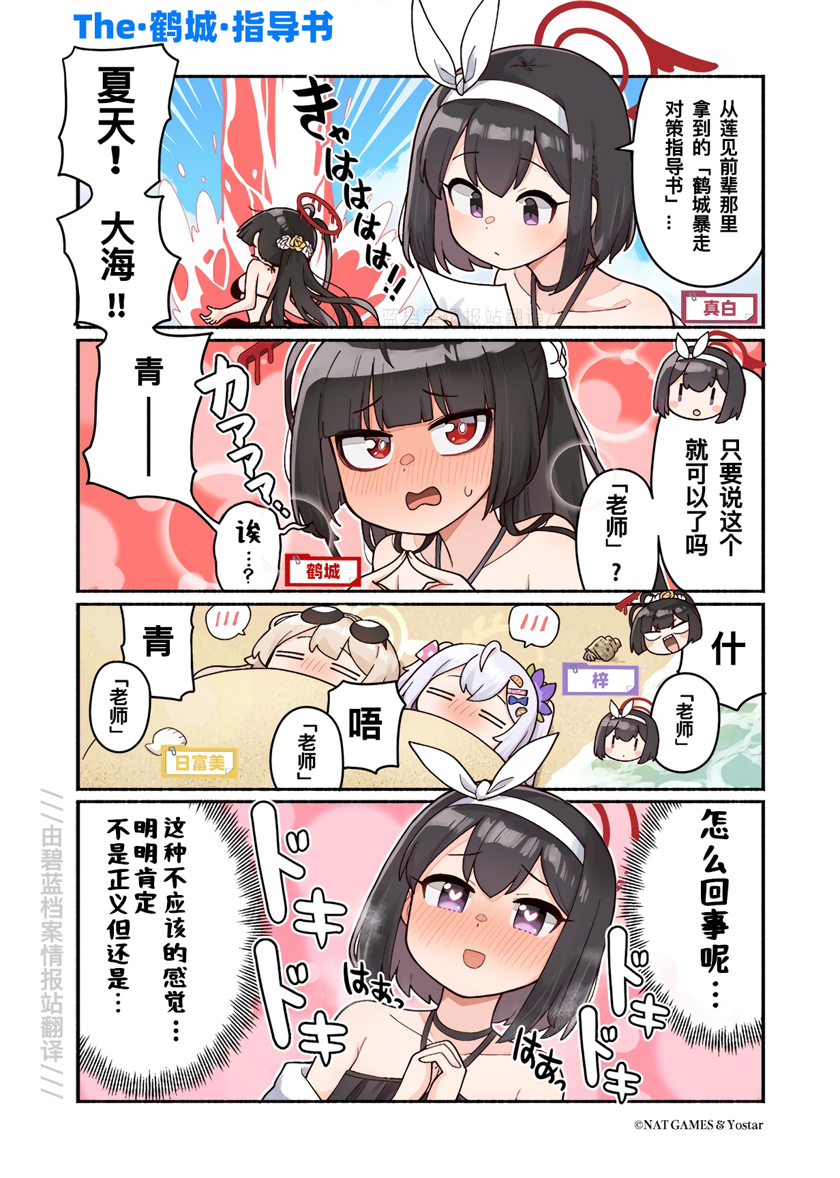 The·鹤城·指导书
从莲见前辈那里
拿到的「鹤城暴走
对策指导书」…
きゃはははは!!
夏天！
大海!!
真白
只要说这个
就可以了吗
「老师」?
カアアアア…
青——
诶…?
鹤城
什
「老师」
梓
唔
「老师」
青
「老师」
日富美
怎么回事呢…
ドキドキ
はあっ
ドキドキ
はあっ
这种不应该的感觉…
明明肯定
不是正义但还是…
///由碧蓝档案情报站翻译///
©NAT GAMES & Yostar